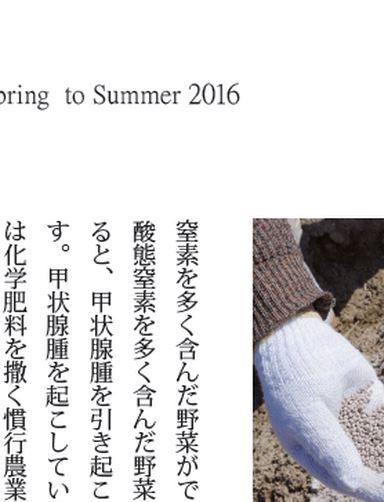 pring to Summer 2016
窒素を多く含んだ野菜がで
酸態窒素を多く含んだ野菜
ると、甲状腺腫を引き起こ
す。甲状腺腫を起こしてい
は化学肥料を撒く慣行農業